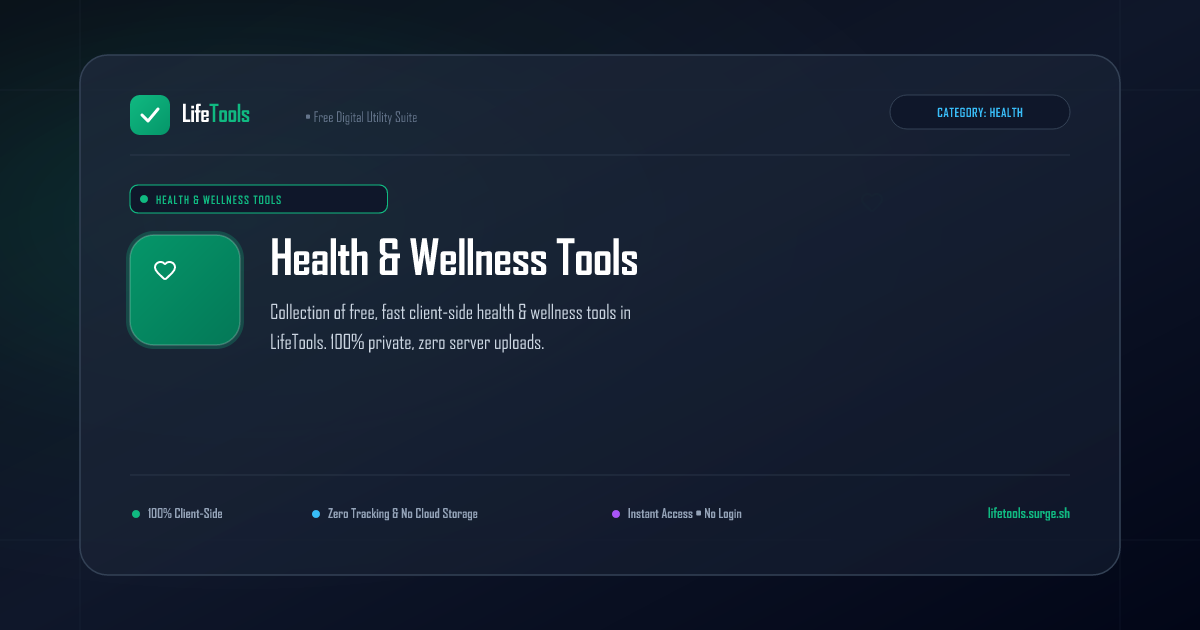 LifeTools
▪ Free Digital Utility Suite
CATEGORY: HEALTH
HEALTH & WELLNESS TOOLS
Health & Wellness Tools
Collection of free, fast client-side health & wellness tools in
LifeTools. 100% private, zero server uploads.
100% Client-Side
Zero Tracking & No Cloud Storage
Instant Access ▪ No Login
lifetools.surge.sh